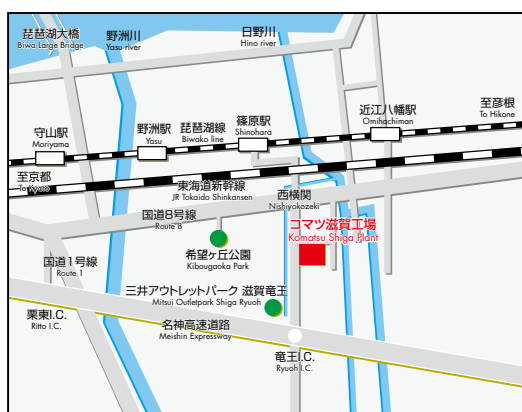 琵琶湖大橋
Biwa Large Bridge
野洲川
Yasu river
日野川
Hino river
近江八幡駅
Omihachiman
至彦根
To Hikone
篠原駅
Shinohara
琵琶湖線
Biwako line
野洲駅
Yasu
守山駅
Moriyama
至京都
To Kyoto
東海道新幹線
JR Tokaido Shinkansen
西横関
Nishiyokozeki
国道8号線
Route 8
コマツ滋賀工場
Komatsu Shiga Plant
希望ヶ丘公園
Kibougaoka Park
国道1号線
Route 1
三井アウトレットパーク 滋賀竜王
Mitsui Outletpark Shiga Ryuoh
栗東I.C.
Ritto I.C.
名神高速道路
Meishin Expressway
竜王I.C.
Ryuoh I.C.